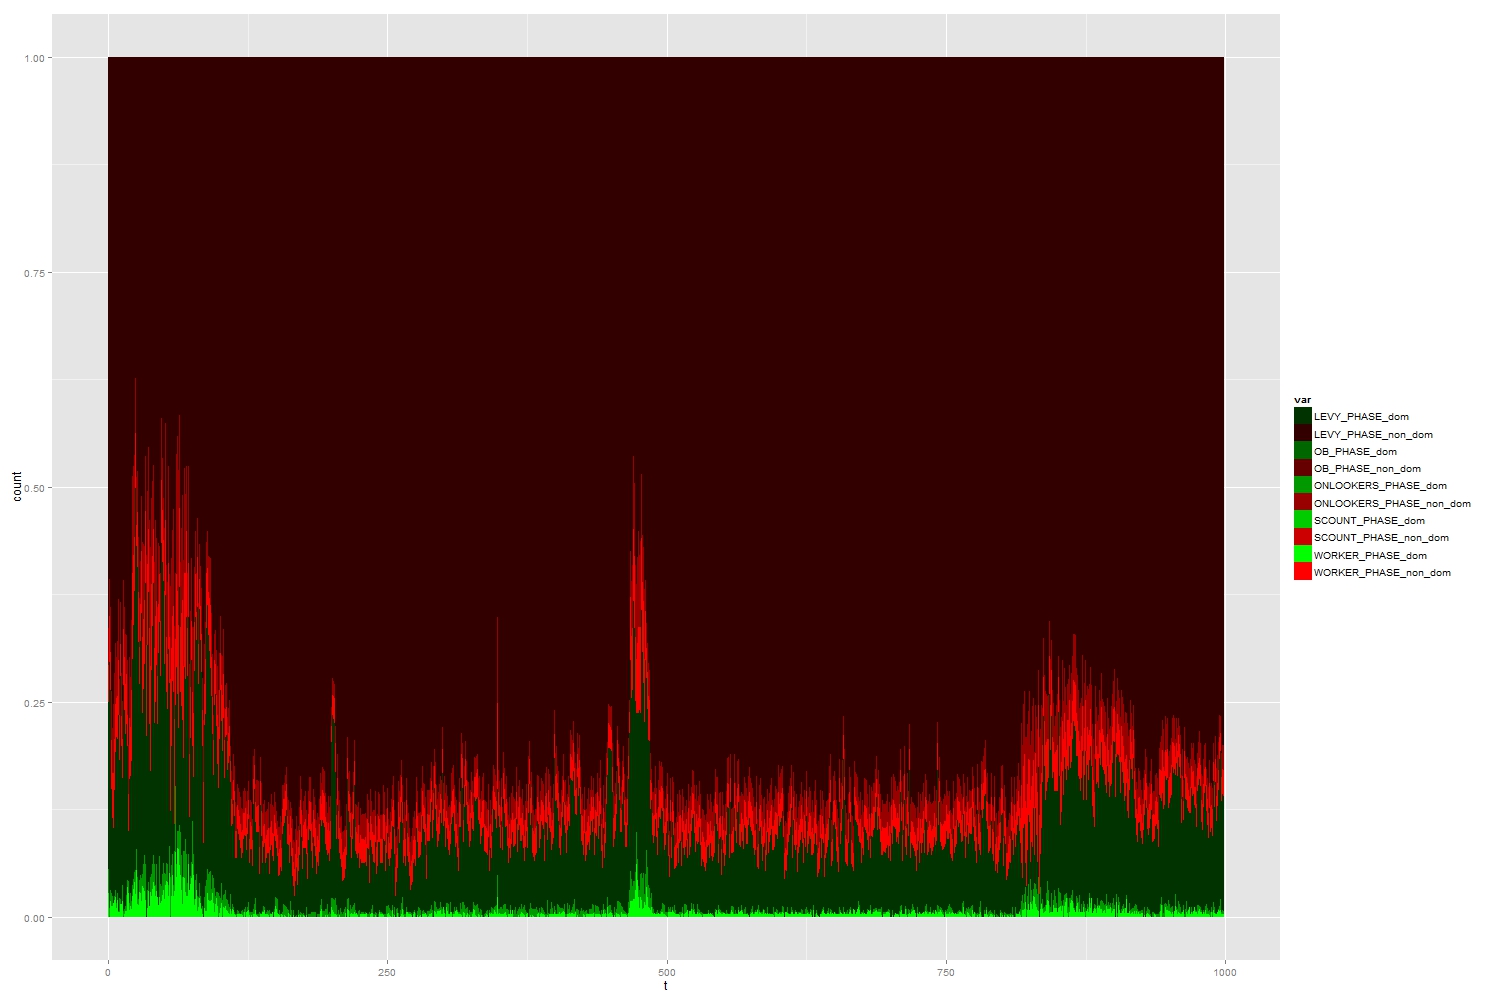 1.00
0.75
0.50
0.25
0.00
count
0
250
500
750
1000
t
var
LEVY_PHASE_dom
LEVY_PHASE_non_dom
OB_PHASE_dom
OB_PHASE_non_dom
ONLOOKERS_PHASE_dom
ONLOOKERS_PHASE_non_dom
SCOUNT_PHASE_dom
SCOUNT_PHASE_non_dom
WORKER_PHASE_dom
WORKER_PHASE_non_dom